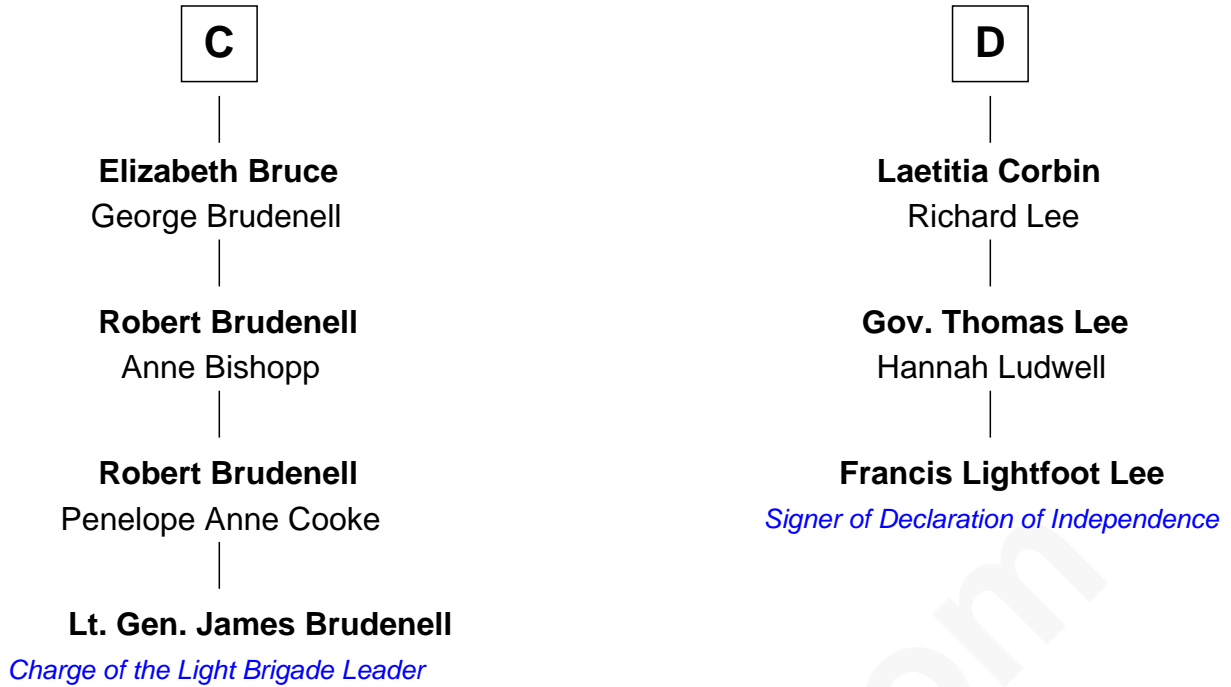 C
Elizabeth Bruce
George Brudenell
Robert Brudenell
Anne Bishopp
Robert Brudenell
Penelope Anne Cooke
Lt. Gen. James Brudenell
Charge of the Light Brigade Leader
D
Laetitia Corbin
Richard Lee
Gov. Thomas Lee
Hannah Ludwell
Francis Lightfoot Lee
Signer of Declaration of Independence
om